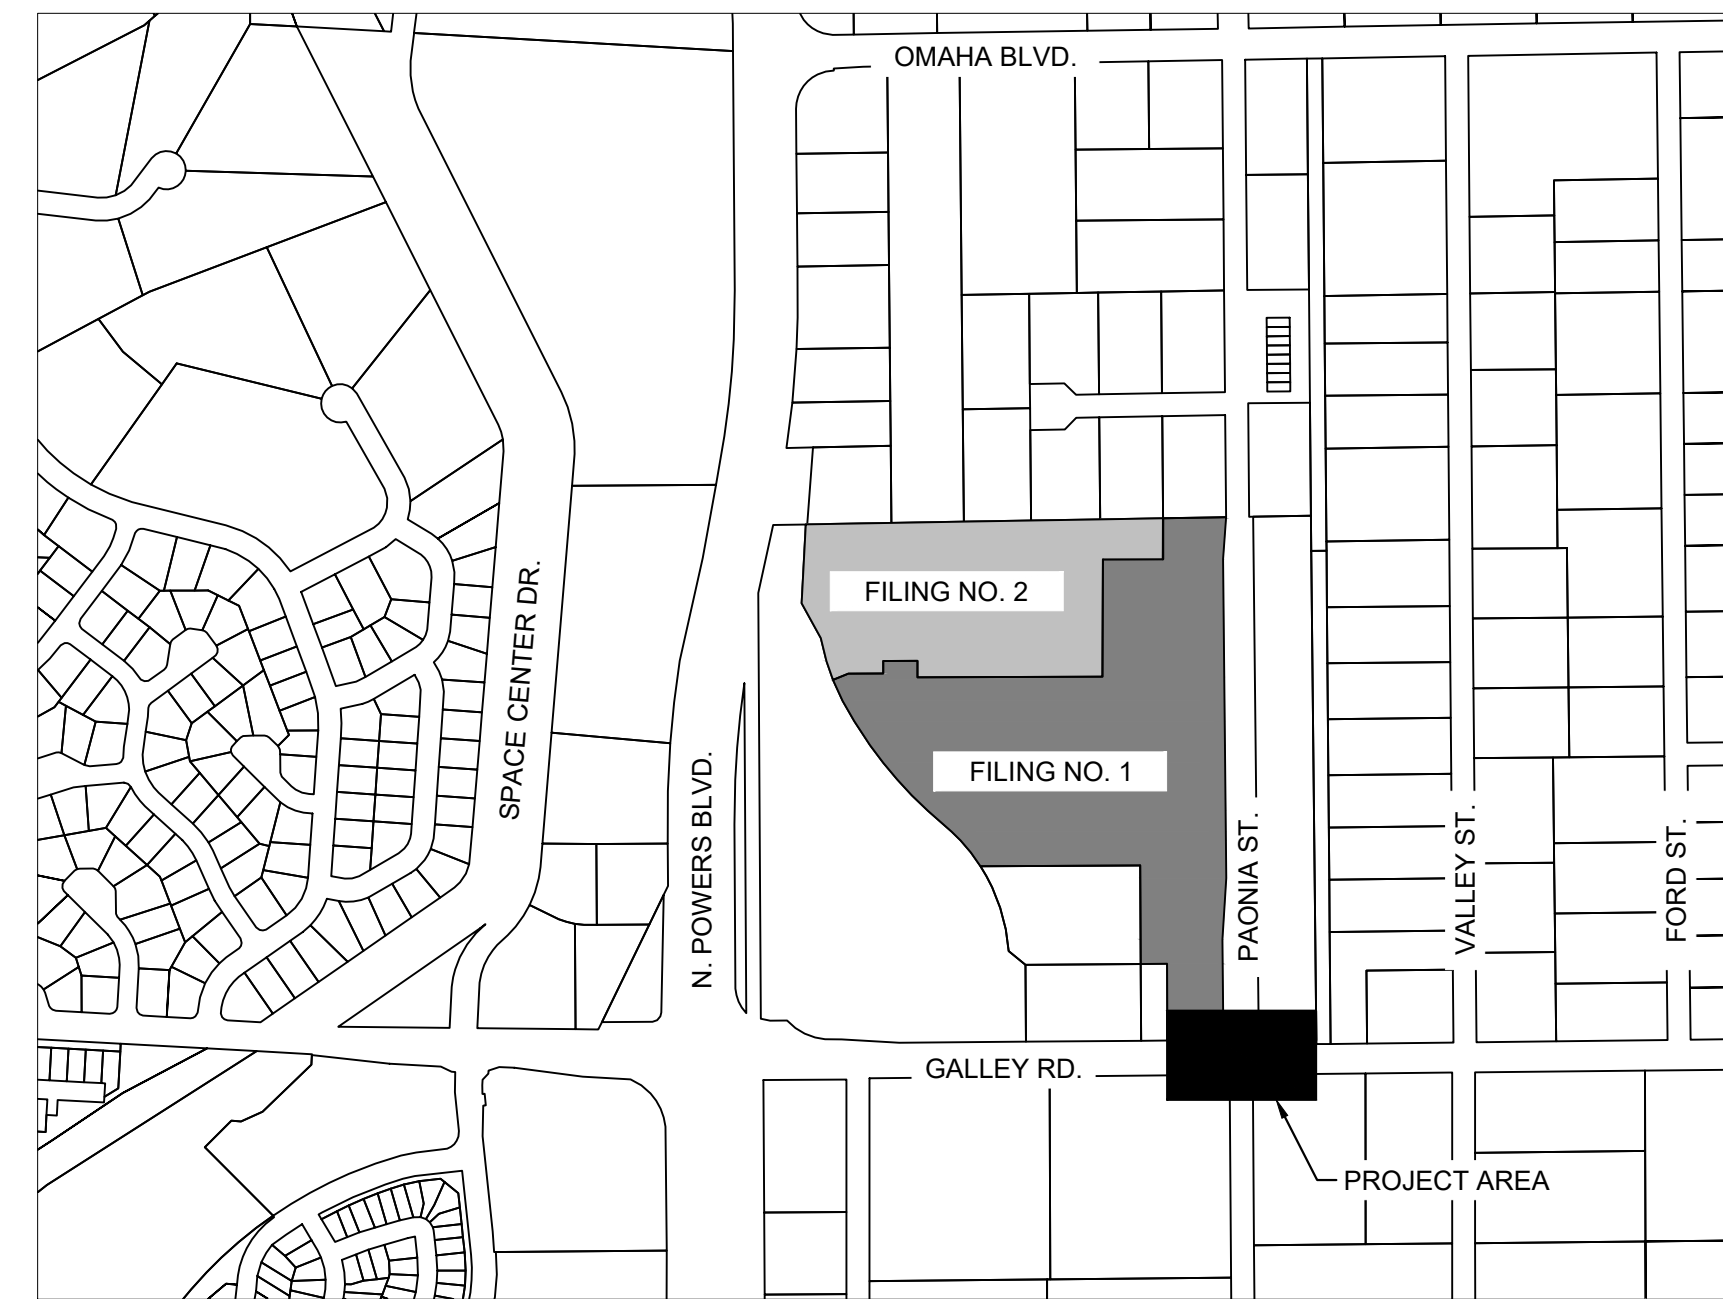 OMAHA BLVD.
FILING NO. 2
SPACE CENTER DR.
FILING NO. 1
N. POWERS BLVD.
PAONIA ST.
VALLEY ST.
FORD ST.
GALLEY RD.
PROJECT AREA